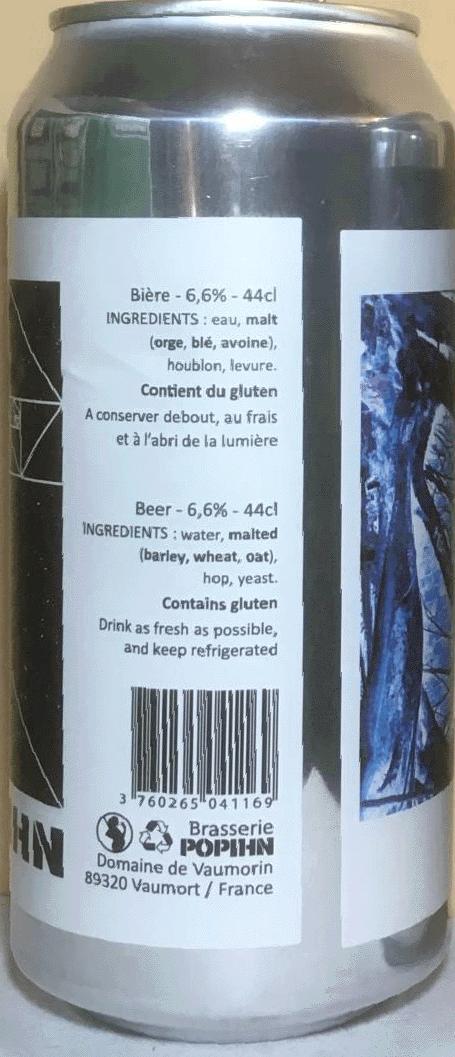 Bière - 6,6% - 44cl
INGREDIENTS : eau, malt
(orge, blé, avoine),
houblon, levure.
Contient du gluten
A conserver debout, au frais
et à l'abri de la lumière
Beer - 6,6% - 44cl
INGREDIENTS : water, malted
(barley, wheat, oat),
hop, yeast.
Contains gluten
Drink as fresh as possible,
and keep refrigerated
3 760265 041169
Brasserie
POPIHN
Domaine de Vaumorin
89320 Vaumort / France
HN